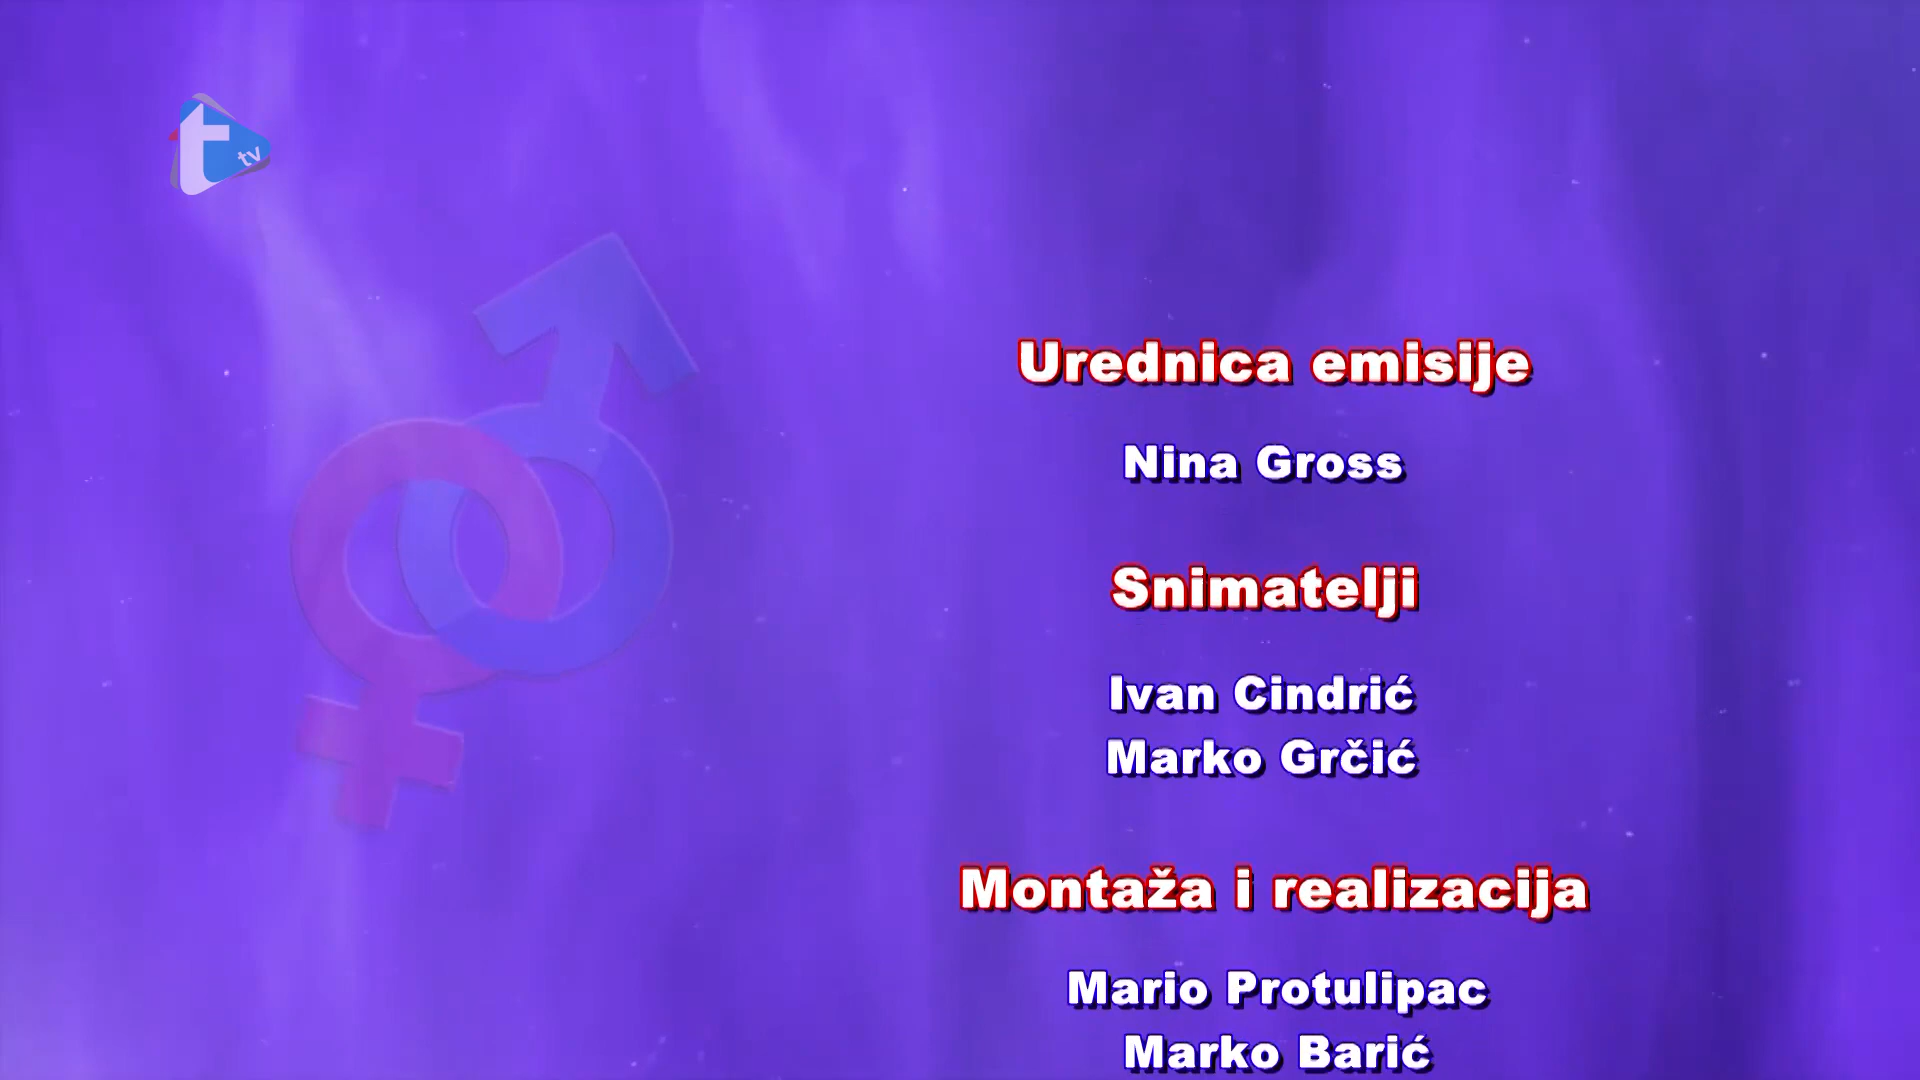 t tv
Urednica emisije
Nina Gross
Snimatelji
Ivan Cindrić
Marko Grčić
Montaža i realizacija
Mario Protulipac
Marko Barić